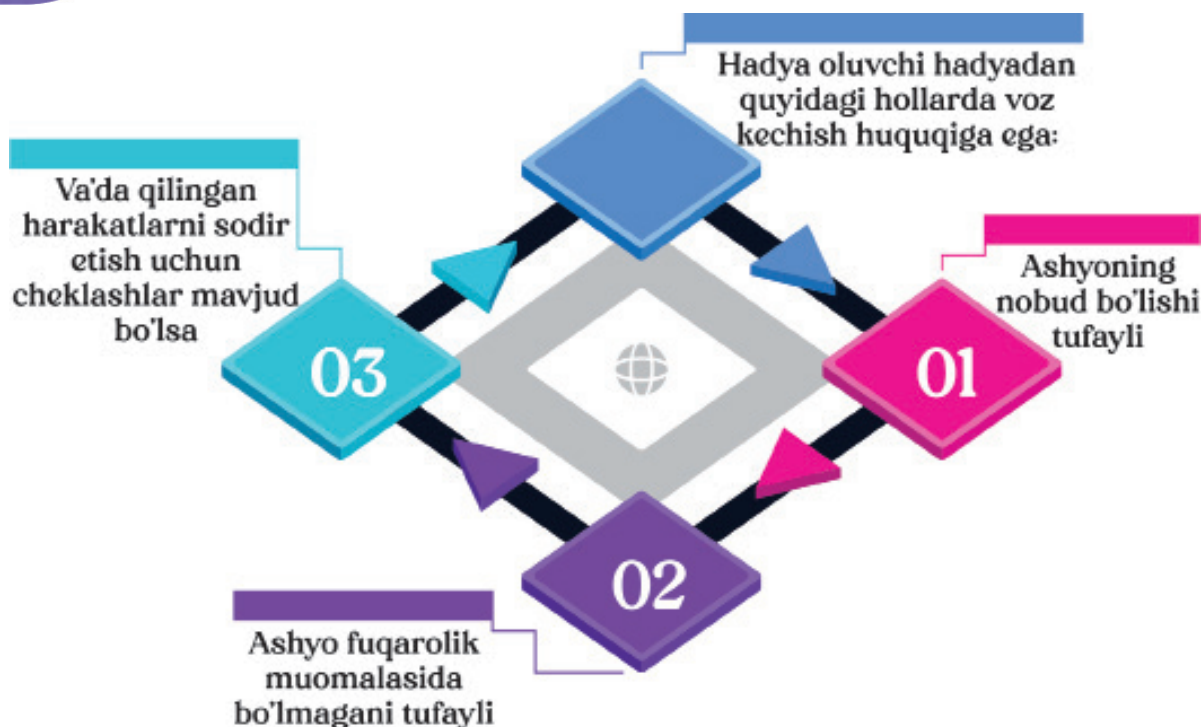 Hadya oluvchi hadyadan
quyidagi hollarda voz
kechish huquqiga ega:
01
Ashyoning
nobud bo'lishi
tufayli
02
Ashyo fuqarolik
muomalasida
bo'lmagani tufayli
03
Va'da qilingan
harakatlarni sodir
etish uchun
cheklashlar mavjud
bo'lsa